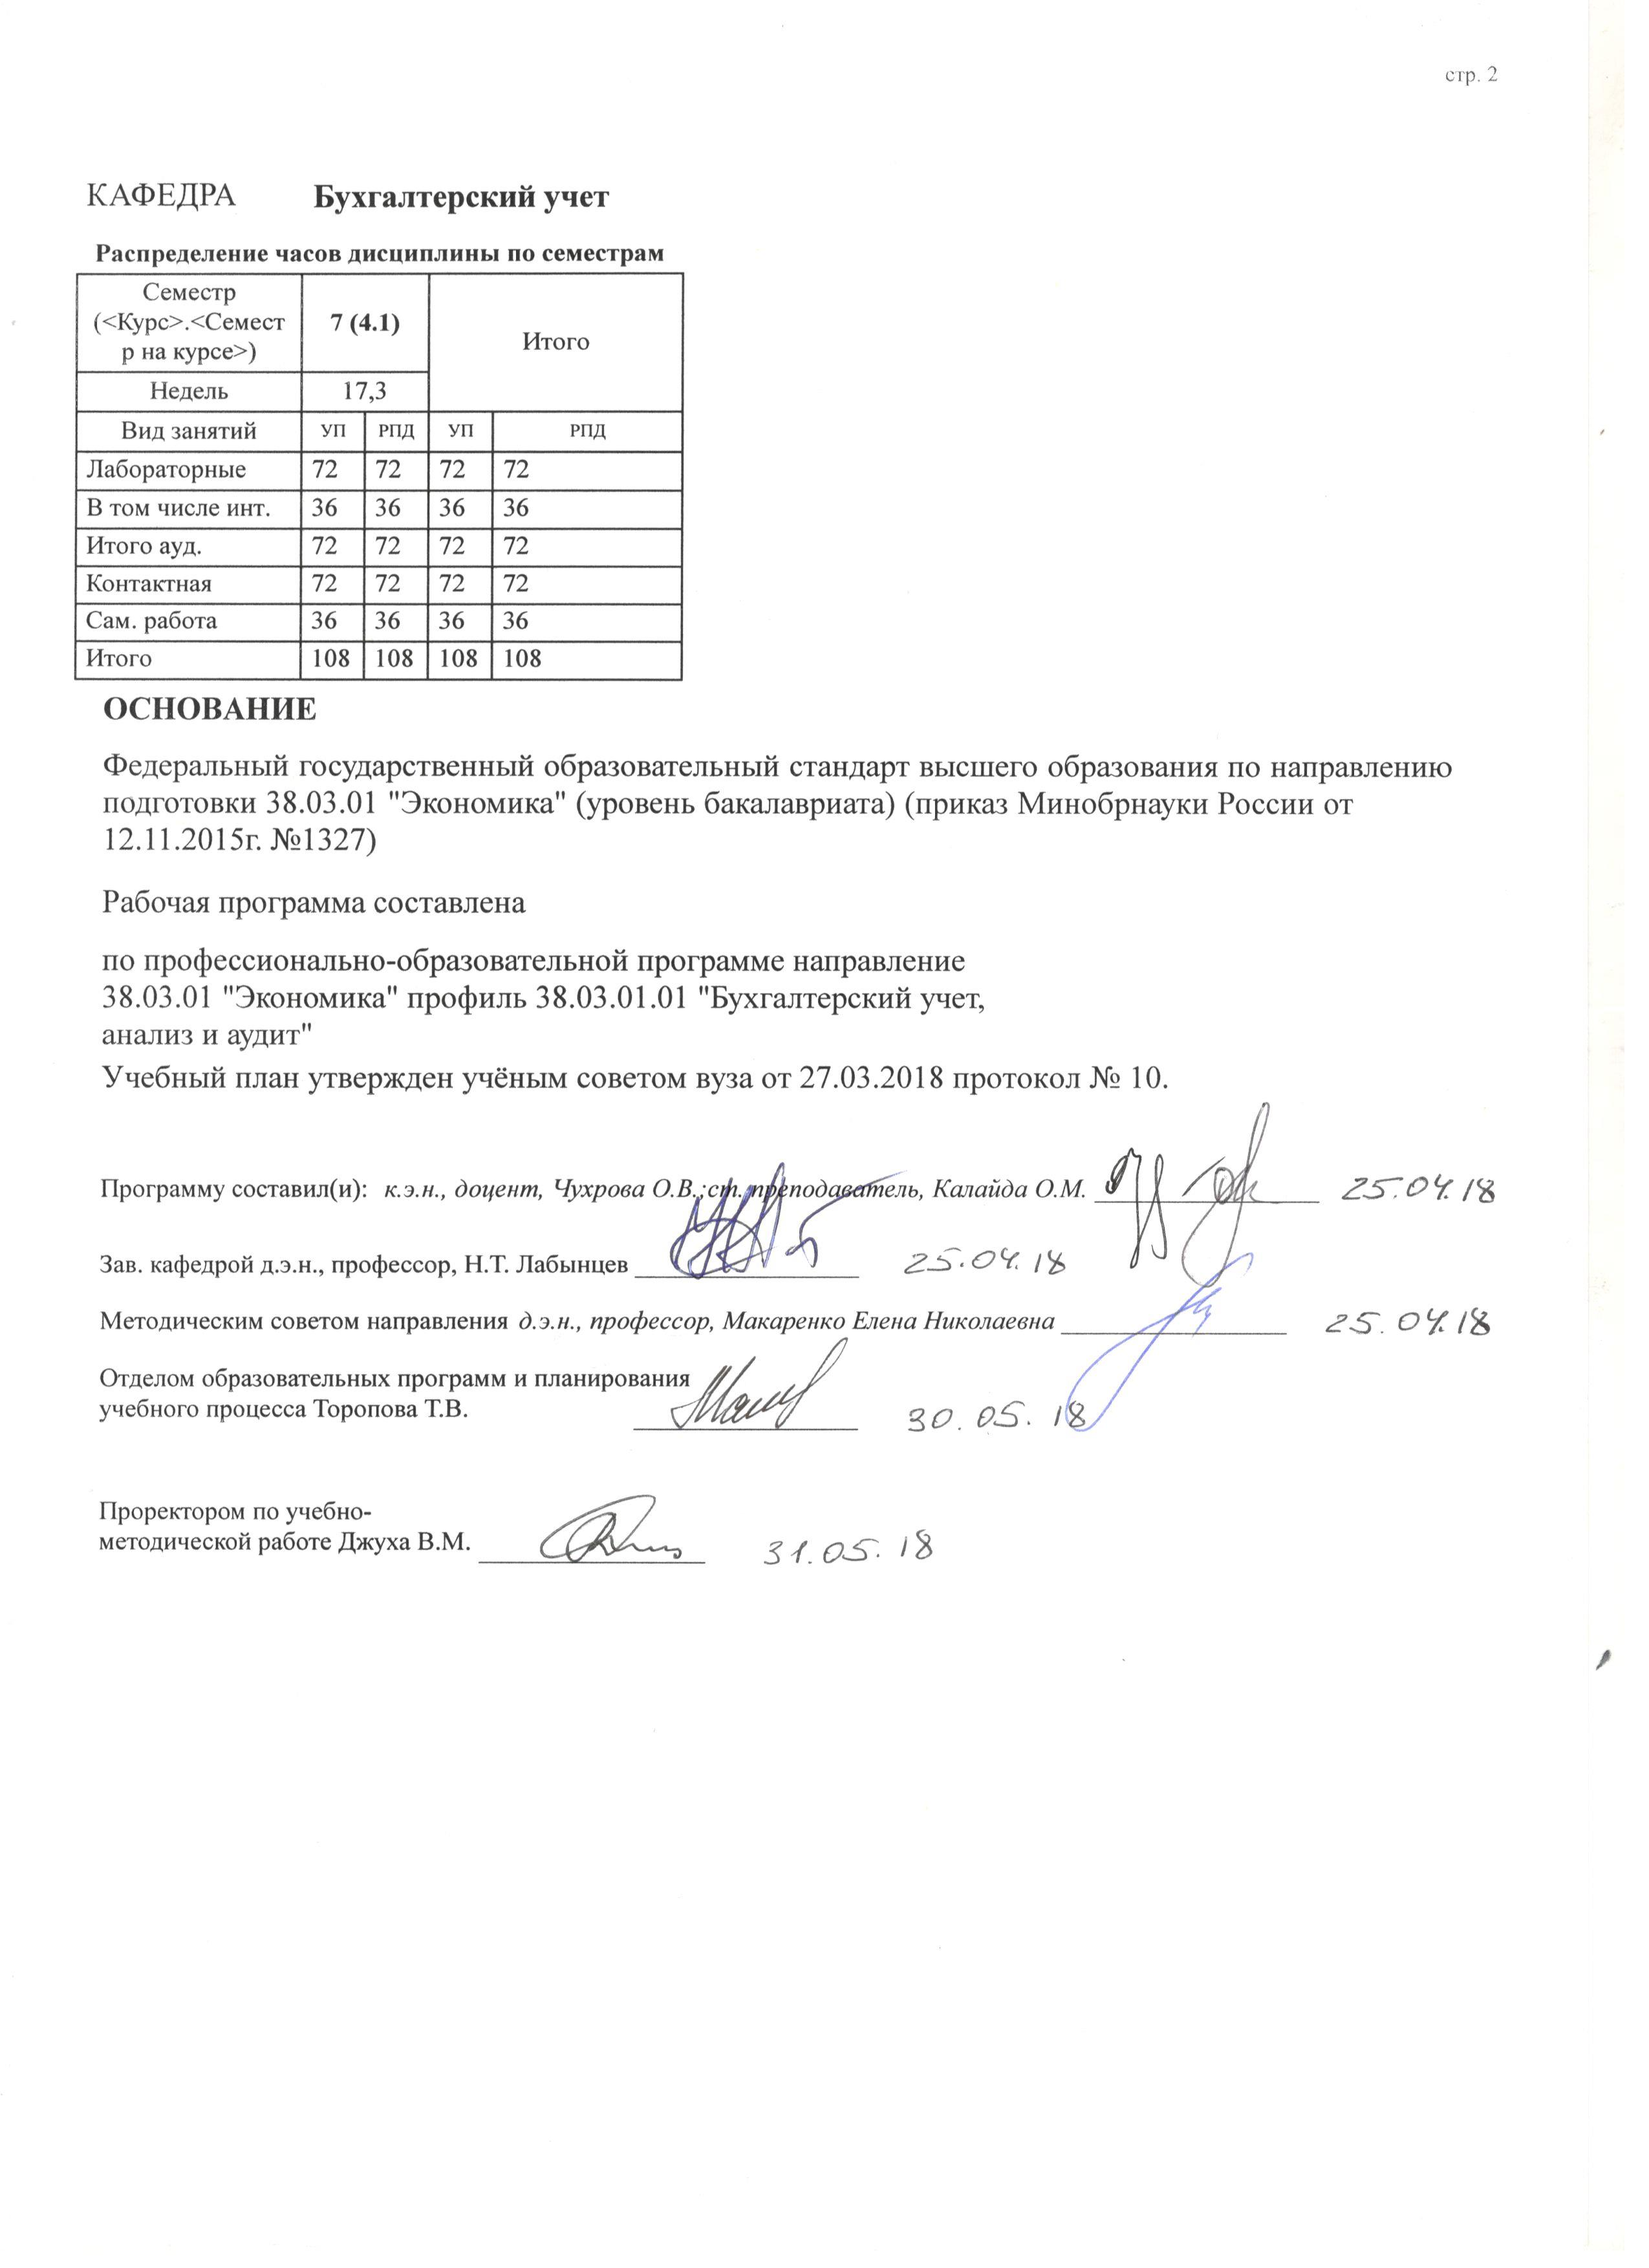 стр. 2
КАФЕДРА Бухгалтерский учет
Распределение часов дисциплины по семестрам
Семестр
(<Курс>.<Семест
р на курсе>)
7 (4.1)
Итого
Недель 17,3
Вид занятий УП РПД УП РПД
Лабораторные 72 72 72 72
В том числе инт. 36 36 36 36
Итого ауд. 72 72 72 72
Контактная 72 72 72 72
Сам. работа 36 36 36 36
Итого 108 108 108 108
ОСНОВАНИЕ
Федеральный государственный образовательный стандарт высшего образования по направлению
подготовки 38.03.01 "Экономика" (уровень бакалавриата) (приказ Минобрнауки России от
12.11.2015г. №1327)
Рабочая программа составлена
по профессионально-образовательной программе направление
38.03.01 "Экономика" профиль 38.03.01.01 "Бухгалтерский учет,
анализ и аудит"
Учебный план утвержден учёным советом вуза от 27.03.2018 протокол № 10.
Программу составил(и): к.э.н., доцент, Чухрова О.В.;ст. преподаватель, Калайда О.М. 25.04.18
Зав. кафедрой д.э.н., профессор, Н.Т. Лабынцев 25.04.18
Методическим советом направления д.э.н., профессор, Макаренко Елена Николаевна 25.04.18
Отделом образовательных программ и планирования
учебного процесса Торопова Т.В. 30.05.18
Проректором по учебно-
методической работе Джуха В.М. 31.05.18